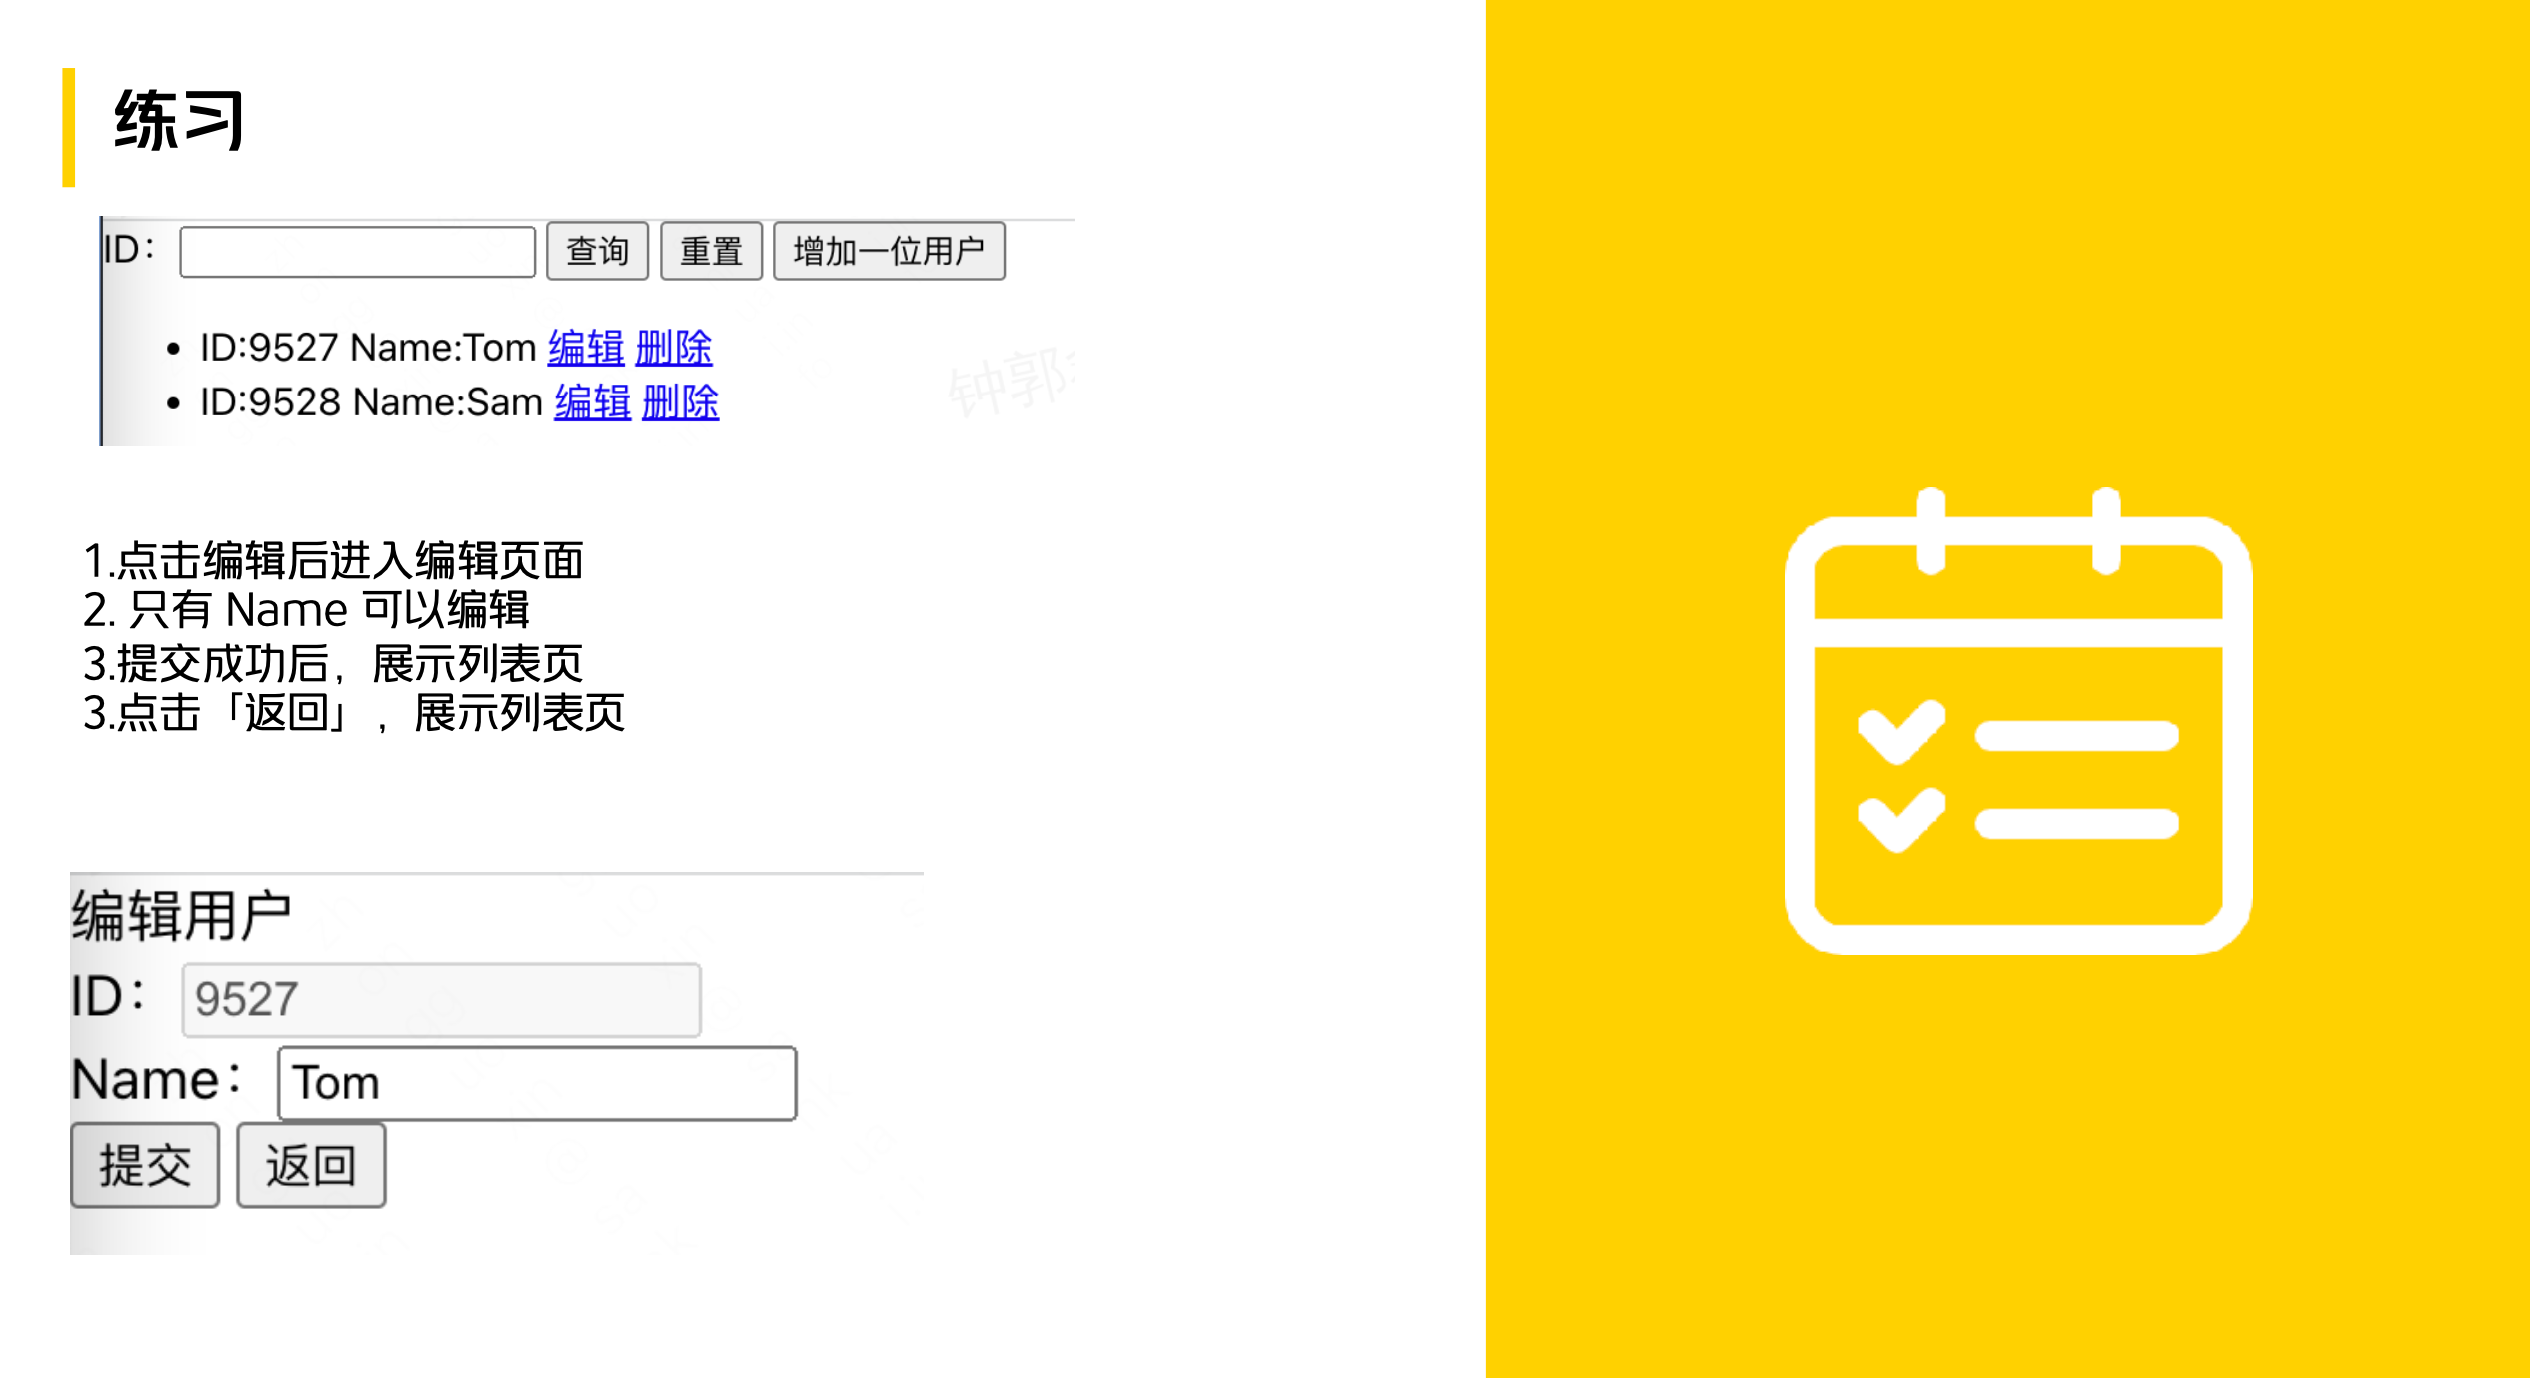 练习
ID： 查询 重置 增加一位用户
ID:9527 Name:Tom 编辑 删除
ID:9528 Name:Sam 编辑 删除
钟郭
1.点击编辑后进入编辑页面
2. 只有 Name 可以编辑
3.提交成功后，展示列表页
3.点击「返回」，展示列表页
编辑用户
ID： 9527
Name： Tom
提交 返回